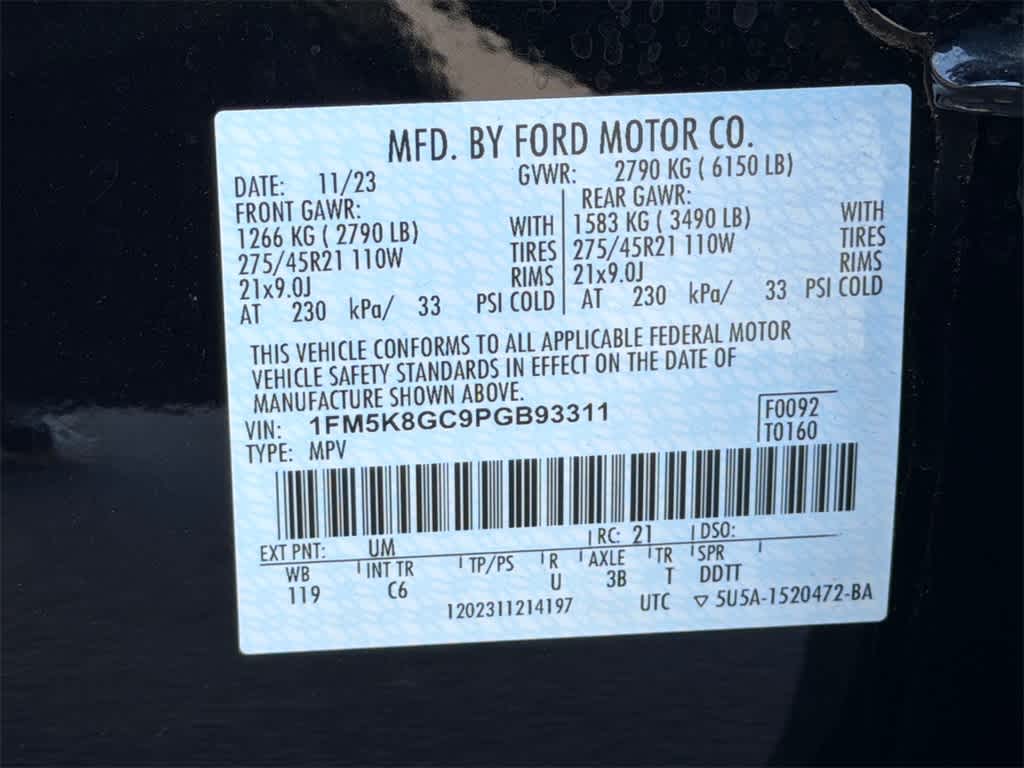 MFD. BY FORD MOTOR CO.
DATE: 11/23 GVWR: 2790 KG ( 6150 LB)
FRONT GAWR: REAR GAWR:
1266 KG ( 2790 LB) WITH 1583 KG ( 3490 LB) WITH
275/45R21 110W TIRES 275/45R21 110W TIRES
21x9.0J RIMS 21x9.0J RIMS
AT 230 kPa/ 33 PSI COLD AT 230 kPa/ 33 PSI COLD
THIS VEHICLE CONFORMS TO ALL APPLICABLE FEDERAL MOTOR
VEHICLE SAFETY STANDARDS IN EFFECT ON THE DATE OF
MANUFACTURE SHOWN ABOVE.
VIN: 1FM5K8GC9PGB93311 F0092
TYPE: MPV T0160
EXT PNT: UM RC: 21 DSO:
WB INT TR TP/PS R AXLE TR SPR
119 C6 U 3B T DDTT
1202311214197 UTC ▽ 5U5A-1520472-BA